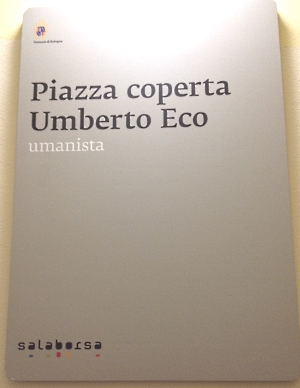 Comune di Bologna
Piazza coperta
Umberto Eco
umanista
salaborsa